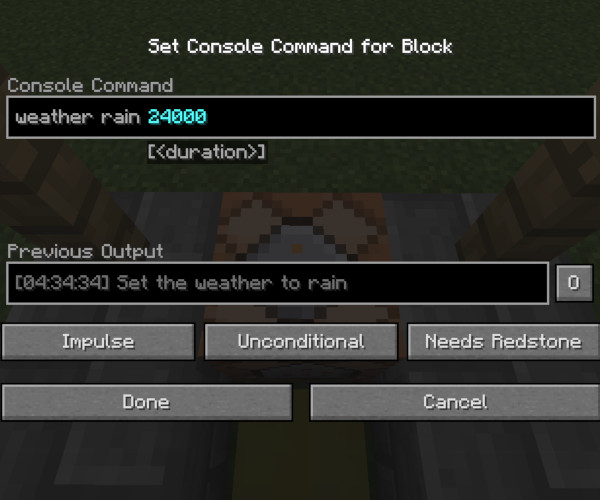 Set Console Command for Block
Console Command
weather rain 24000
[<duration>]
Previous Output
[04:34:34] Set the weather to rain
O
Impulse
Unconditional
Needs Redstone
Done
Cancel